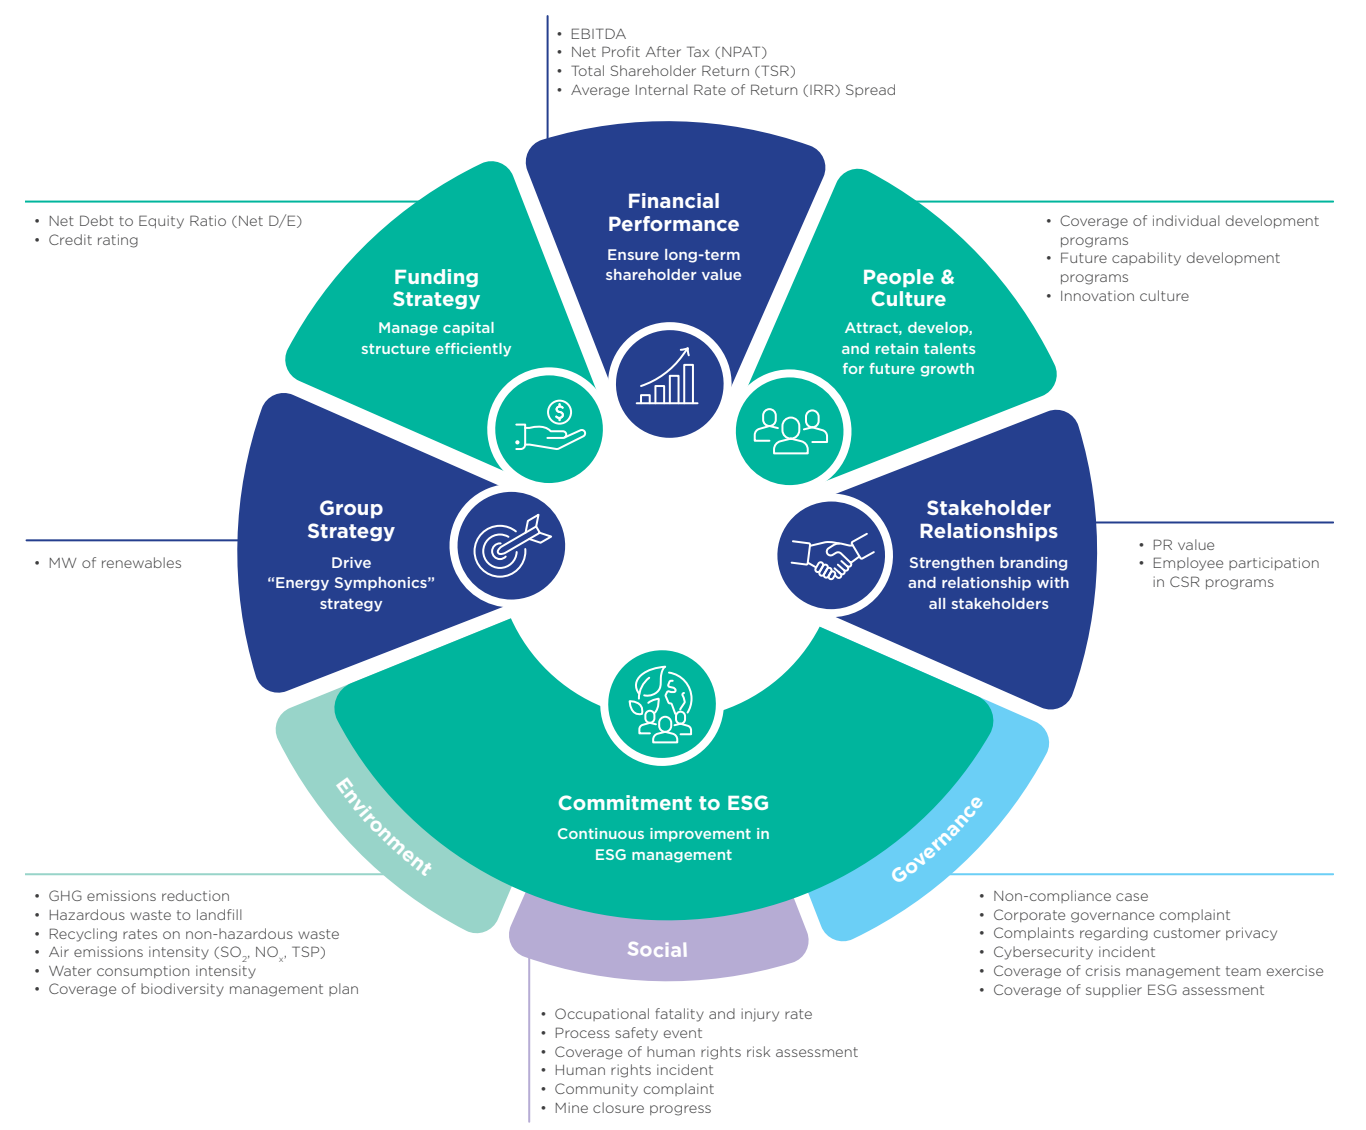 • EBITDA
• Net Profit After Tax (NPAT)
• Total Shareholder Return (TSR)
• Average Internal Rate of Return (IRR) Spread
Financial
Performance
Ensure long-term
shareholder value
• Net Debt to Equity Ratio (Net D/E)
• Credit rating
Funding
Strategy
Manage capital
structure efficiently
People &
Culture
Attract, develop,
and retain talents
for future growth
• Coverage of individual development
programs
• Future capability development
programs
• Innovation culture
Group
Strategy
Drive
“Energy Symphonics”
strategy
• MW of renewables
Stakeholder
Relationships
Strengthen branding
and relationship with
all stakeholders
• PR value
• Employee participation
in CSR programs
$
Commitment to ESG
Continuous improvement in
ESG management
Environment
• GHG emissions reduction
• Hazardous waste to landfill
• Recycling rates on non-hazardous waste
• Air emissions intensity (SO₂, NOₓ, TSP)
• Water consumption intensity
• Coverage of biodiversity management plan
Social
• Occupational fatality and injury rate
• Process safety event
• Coverage of human rights risk assessment
• Human rights incident
• Community complaint
• Mine closure progress
Governance
• Non-compliance case
• Corporate governance complaint
• Complaints regarding customer privacy
• Cybersecurity incident
• Coverage of crisis management team exercise
• Coverage of supplier ESG assessment